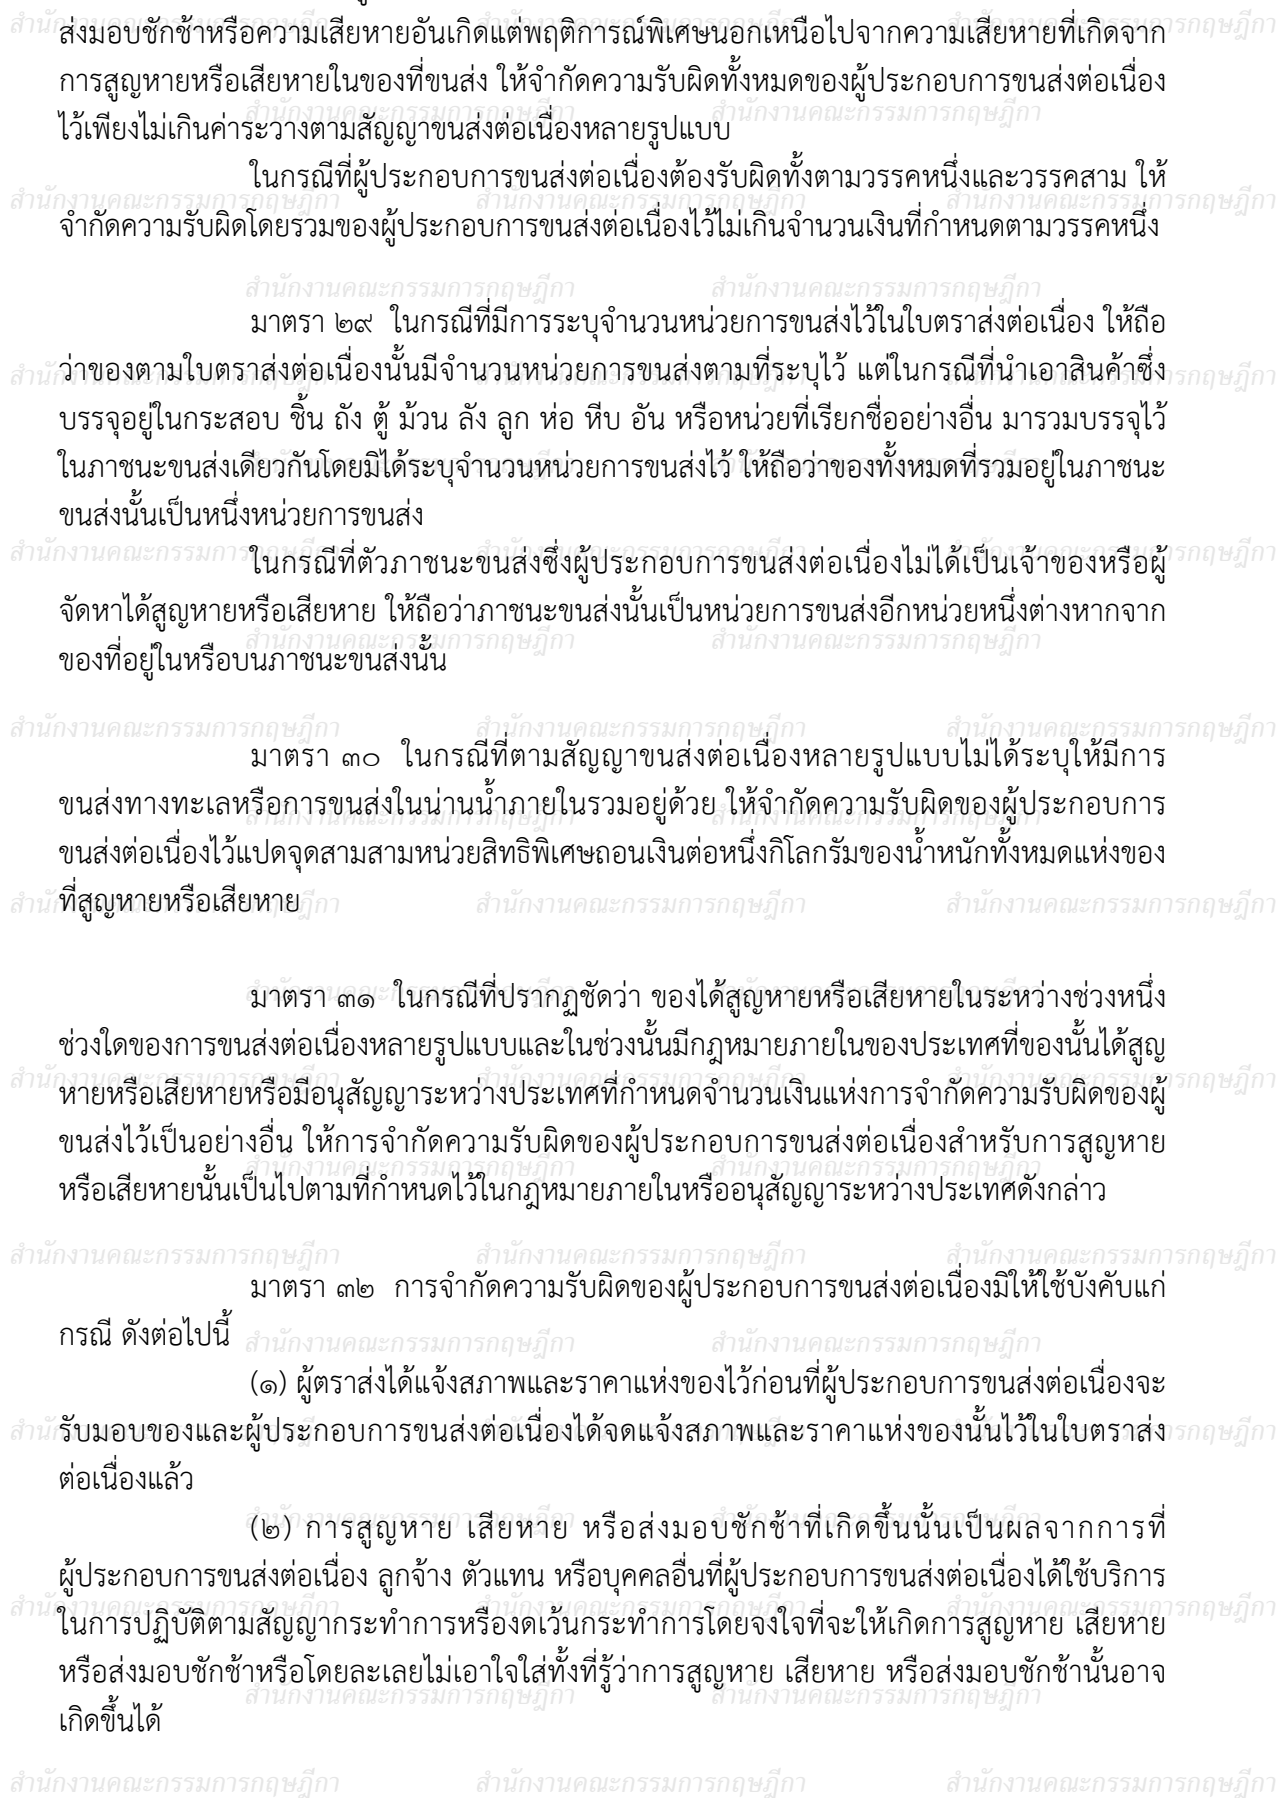 ส่งมอบชักช้าหรือความเสียหายอันเกิดแต่พฤติการณ์พิเศษนอกเหนือไปจากความเสียหายที่เกิดจาก
การสูญหายหรือเสียหายในของที่ขนส่ง ให้จำกัดความรับผิดทั้งหมดของผู้ประกอบการขนส่งต่อเนื่อง
ไว้เพียงไม่เกินค่าระวางตามสัญญาขนส่งต่อเนื่องหลายรูปแบบ
ในกรณีที่ผู้ประกอบการขนส่งต่อเนื่องต้องรับผิดทั้งตามวรรคหนึ่งและวรรคสาม ให้
จำกัดความรับผิดโดยรวมของผู้ประกอบการขนส่งต่อเนื่องไว้ไม่เกินจำนวนเงินที่กำหนดตามวรรคหนึ่ง
มาตรา ๒๙ ในกรณีที่มีการระบุจำนวนหน่วยการขนส่งไว้ในใบตราส่งต่อเนื่อง ให้ถือ
ว่าของตามใบตราส่งต่อเนื่องนั้นมีจำนวนหน่วยการขนส่งตามที่ระบุไว้ แต่ในกรณีที่นำเอาสินค้าซึ่ง
บรรจุอยู่ในกระสอบ ชิ้น ถัง ตู้ ม้วน ลัง ลูก ห่อ หีบ อัน หรือหน่วยที่เรียกชื่ออย่างอื่น มารวมบรรจุไว้
ในภาชนะขนส่งเดียวกันโดยมิได้ระบุจำนวนหน่วยการขนส่งไว้ ให้ถือว่าของทั้งหมดที่รวมอยู่ในภาชนะ
ขนส่งนั้นเป็นหนึ่งหน่วยการขนส่ง
ในกรณีที่ตัวภาชนะขนส่งซึ่งผู้ประกอบการขนส่งต่อเนื่องไม่ได้เป็นเจ้าของหรือผู้
จัดหาได้สูญหายหรือเสียหาย ให้ถือว่าภาชนะขนส่งนั้นเป็นหน่วยการขนส่งอีกหน่วยหนึ่งต่างหากจาก
ของที่อยู่ในหรือบนภาชนะขนส่งนั้น
มาตรา ๓๐ ในกรณีที่ตามสัญญาขนส่งต่อเนื่องหลายรูปแบบไม่ได้ระบุให้มีการ
ขนส่งทางทะเลหรือการขนส่งในน่านน้ำภายในรวมอยู่ด้วย ให้จำกัดความรับผิดของผู้ประกอบการ
ขนส่งต่อเนื่องไว้แปดจุดสามสามหน่วยสิทธิพิเศษถอนเงินต่อหนึ่งกิโลกรัมของน้ำหนักทั้งหมดแห่งของ
ที่สูญหายหรือเสียหาย
มาตรา ๓๑ ในกรณีที่ปรากฏชัดว่า ของได้สูญหายหรือเสียหายในระหว่างช่วงหนึ่ง
ช่วงใดของการขนส่งต่อเนื่องหลายรูปแบบและในช่วงนั้นมีกฎหมายภายในของประเทศที่ของนั้นได้สูญ
หายหรือเสียหายหรือมีอนุสัญญาระหว่างประเทศที่กำหนดจำนวนเงินแห่งการจำกัดความรับผิดของผู้
ขนส่งไว้เป็นอย่างอื่น ให้การจำกัดความรับผิดของผู้ประกอบการขนส่งต่อเนื่องสำหรับการสูญหาย
หรือเสียหายนั้นเป็นไปตามที่กำหนดไว้ในกฎหมายภายในหรืออนุสัญญาระหว่างประเทศดังกล่าว
มาตรา ๓๒ การจำกัดความรับผิดของผู้ประกอบการขนส่งต่อเนื่องมิให้ใช้บังคับแก่
กรณี ดังต่อไปนี้
(๑) ผู้ตราส่งได้แจ้งสภาพและราคาแห่งของไว้ก่อนที่ผู้ประกอบการขนส่งต่อเนื่องจะ
รับมอบของและผู้ประกอบการขนส่งต่อเนื่องได้จดแจ้งสภาพและราคาแห่งของนั้นไว้ในใบตราส่ง
ต่อเนื่องแล้ว
(๒) การสูญหาย เสียหาย หรือส่งมอบชักช้าที่เกิดขึ้นนั้นเป็นผลจากการที่
ผู้ประกอบการขนส่งต่อเนื่อง ลูกจ้าง ตัวแทน หรือบุคคลอื่นที่ผู้ประกอบการขนส่งต่อเนื่องได้ใช้บริการ
ในการปฏิบัติตามสัญญากระทำการหรืองดเว้นกระทำการโดยจงใจที่จะให้เกิดการสูญหาย เสียหาย
หรือส่งมอบชักช้าหรือโดยละเลยไม่เอาใจใส่ทั้งที่รู้ว่าการสูญหาย เสียหาย หรือส่งมอบชักช้านั้นอาจ
เกิดขึ้นได้
สำนักงานคณะกรรมการกฤษฎีกา สำนักงานคณะกรรมการกฤษฎีกา สำนักงานคณะกรรมการกฤษฎีกา